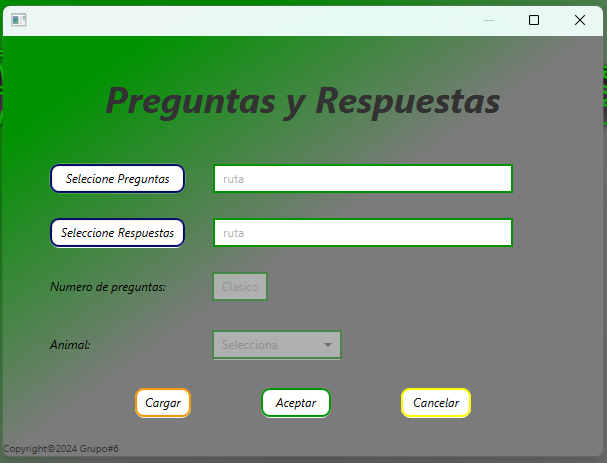 Preguntas y Respuestas
Selecione Preguntas
ruta
Seleccione Respuestas
ruta
Numero de preguntas:
Clasico
Animal:
Selecciona
Cargar
Aceptar
Cancelar
Copyright©2024 Grupo#6